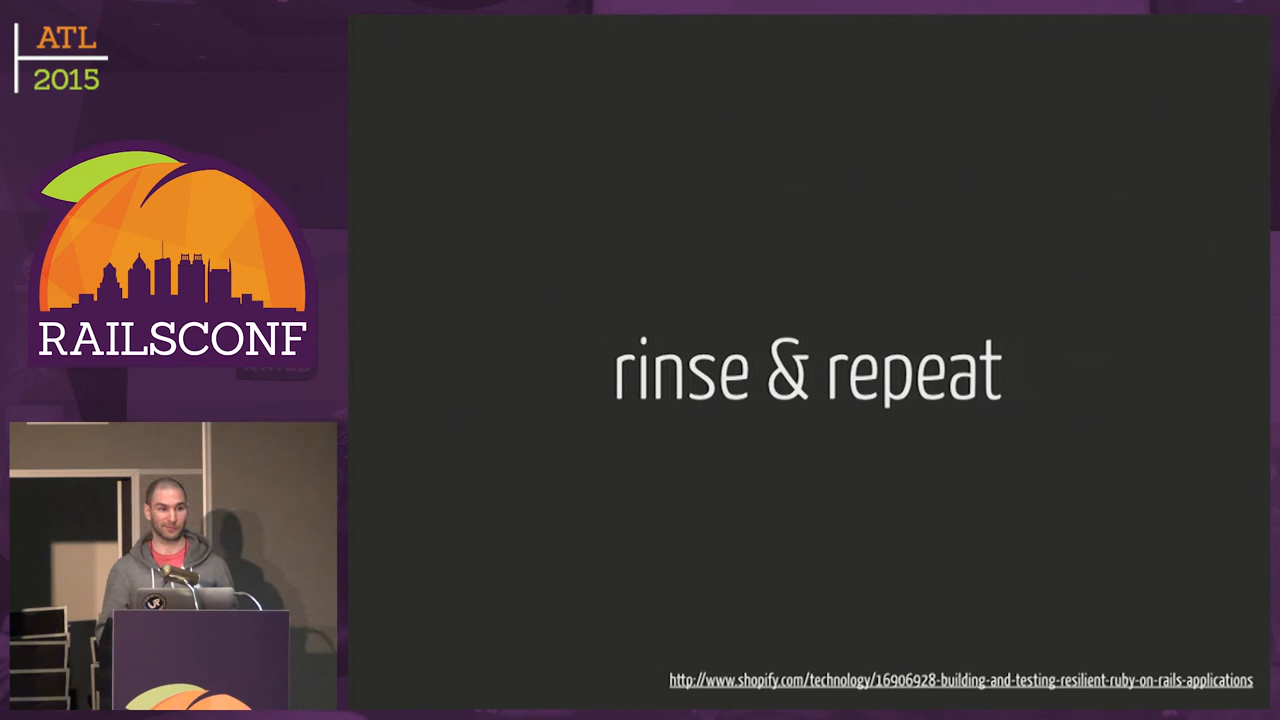 ATL
2015
RAILSCONF
rinse & repeat
http://www.shopify.com/technology/16906928-building-and-testing-resilient-ruby-on-rails-applications